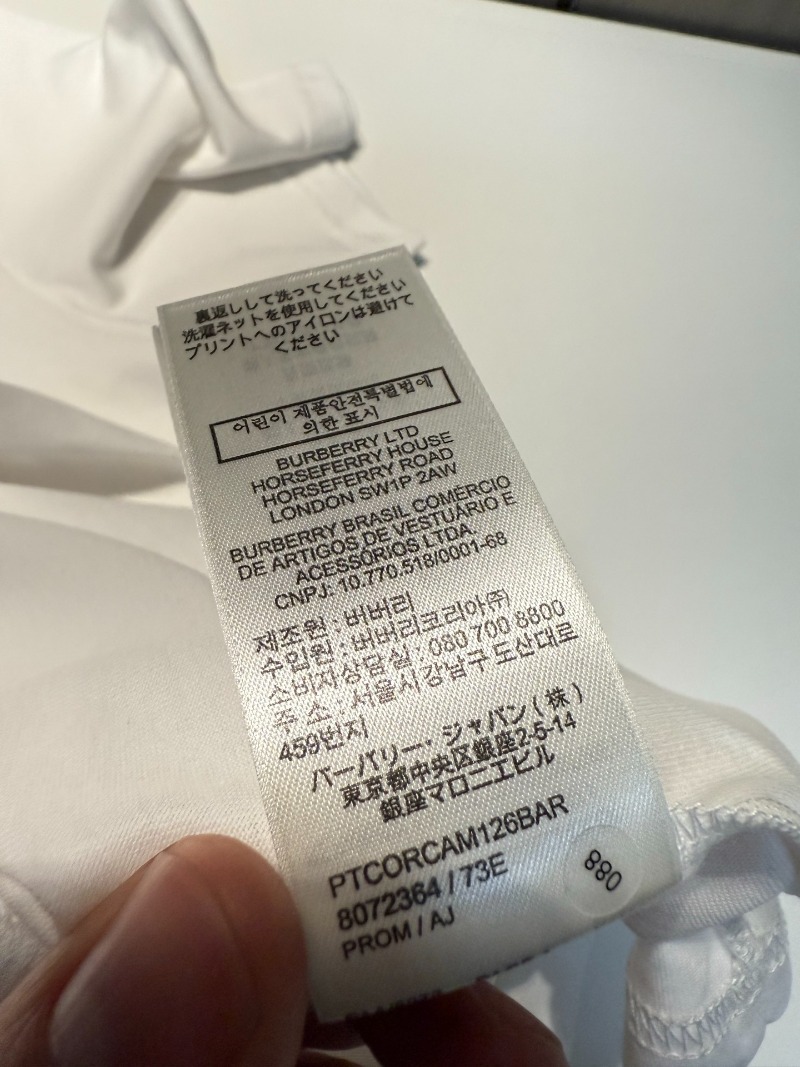 裏返しして洗ってください
洗濯ネットを使用してください
プリントへのアイロンは避けて
ください
어린이 제품안전특별법에
의한 표시
BURBERRY LTD
HORSEFERRY HOUSE
HORSEFERRY ROAD
LONDON SW1P 2AW
BURBERRY BRASIL COMERCIO
DE ARTIGOS DE VESTUÁRIO E
ACESSÓRIOS LTDA.
CNPJ: 10.770.518/0001-68
제조원 : 버버리
수입원 : 버버리코리아㈜
소비자상담실 : 080 700 8800
주 소 : 서울시강남구 도산대로
459번지
バーバリー・ジャパン(株)
東京都中央区銀座2-5-14
銀座マロニエビル
PTCORCAM126BAR
8072364 / 73E
PROM / AJ
880